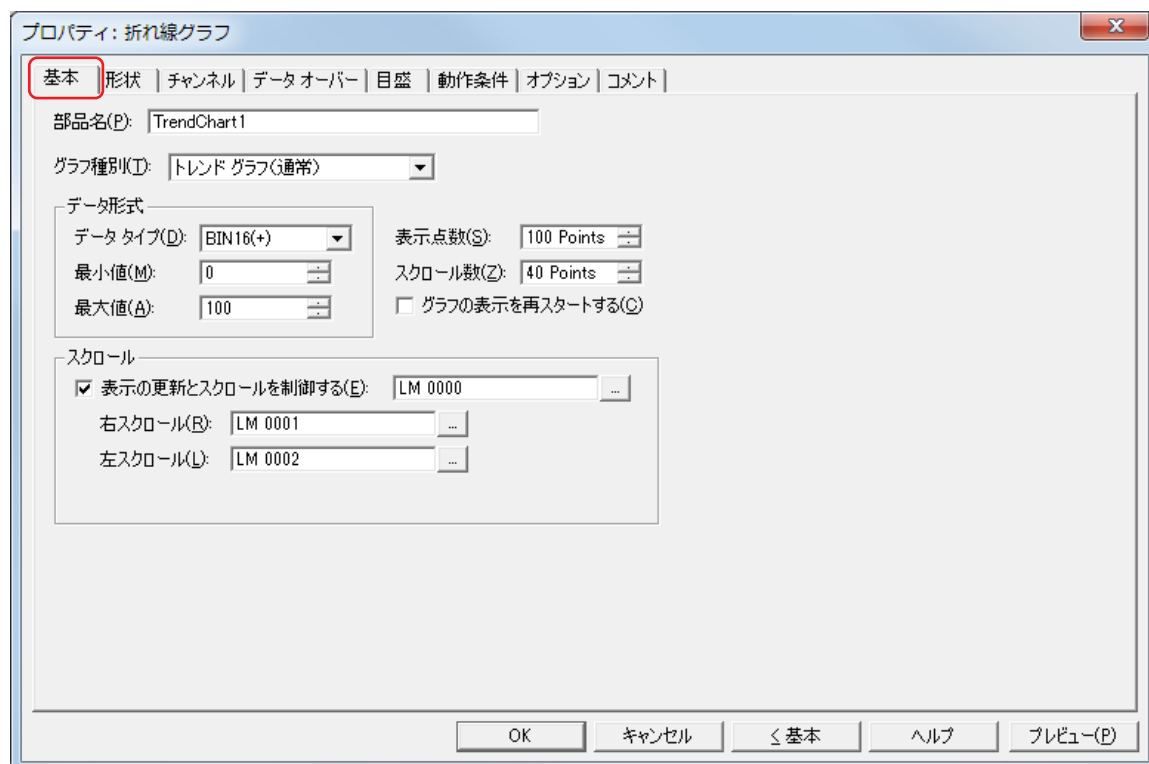 プロパティ: 折れ線グラフ
基本 形状 チャンネル データ オーバー 目盛 動作条件 オプション コメント
部品名(P): TrendChart1
グラフ種別(T): トレンド グラフ(通常)
データ形式
データ タイプ(D): BIN16(+) 表示点数(S): 100 Points
最小値(M): 0 スクロール数(Z): 40 Points
最大値(A): 100 グラフの表示を再スタートする(C)
スクロール
表示の更新とスクロールを制御する(E): LM 0000 ...
右スクロール(R): LM 0001 ...
左スクロール(L): LM 0002 ...
OK キャンセル < 基本 ヘルプ プレビュー(P)